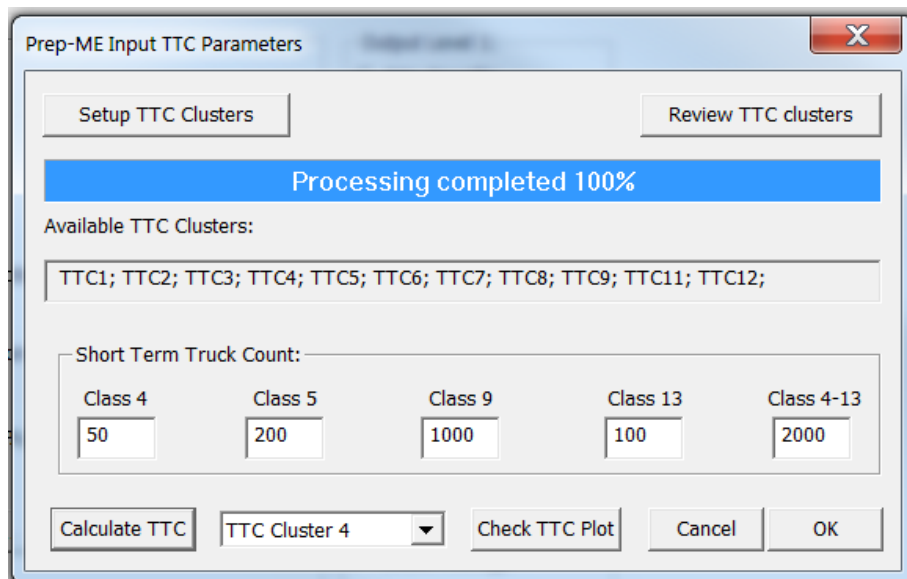 Prep-ME Input TTC Parameters
Setup TTC Clusters Review TTC clusters
Processing completed 100%
Available TTC Clusters:
TTC1; TTC2; TTC3; TTC4; TTC5; TTC6; TTC7; TTC8; TTC9; TTC11; TTC12;
Short Term Truck Count:
Class 4 Class 5 Class 9 Class 13 Class 4-13
50 200 1000 100 2000
Calculate TTC TTC Cluster 4 Check TTC Plot Cancel OK